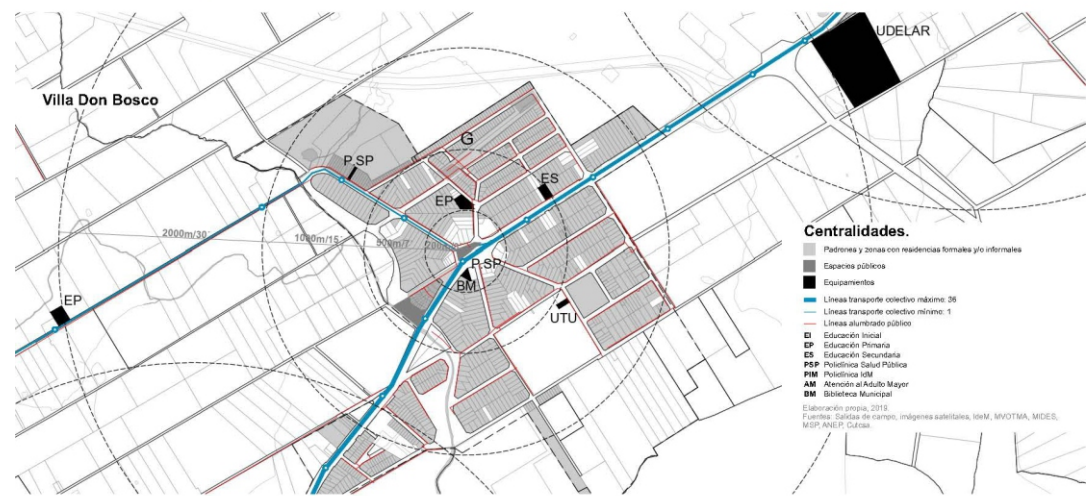 UDELAR
Villa Don Bosco
G
P.SP
ES
EP
2000m/30´
1000m/15´
P.SP
BM
EP
UTU
Centralidades.
Padrones y zonas con residencias formales y/o informales
Espacios públicos
Equipamientos
Líneas transporte colectivo máximo: 36
Líneas transporte colectivo mínimo: 1
Líneas alumbrado público
EI Educación Inicial
EP Educación Primaria
ES Educación Secundaria
PSP Policlínica Salud Pública
PIM Policlínica IdM
AM Atención al Adulto Mayor
BM Biblioteca Municipal
Elaboración propia, 2019.
Fuentes: Salidas de campo, imágenes satelitales, IdeM, MVOTMA, MIDES,
MSP, ANEP, Cutcsa.